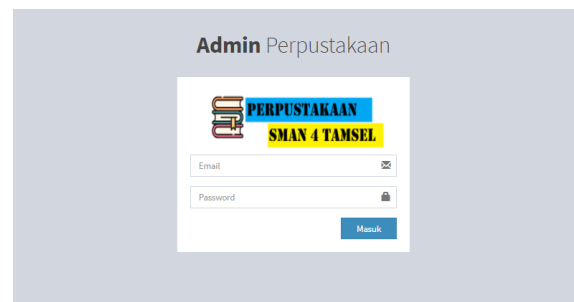 Admin Perpustakaan
PERPUSTAKAAN
SMAN 4 TAMSEL
Email
Password
Masuk